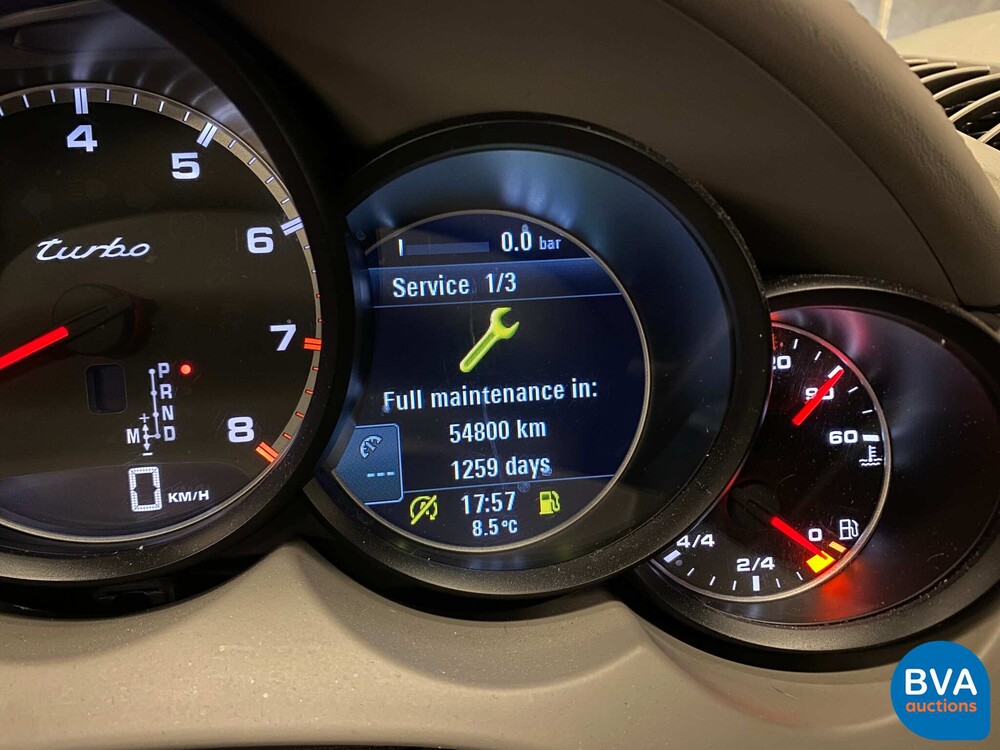 4
5
6
7
8
turbo
P
R
N
M D
+
-
0 KM/H
0.0 bar
Service 1/3
Full maintenance in:
54800 km
1259 days
---
17:57
8.5°C
90
60
0
2/4
4/4
BVA
auctions